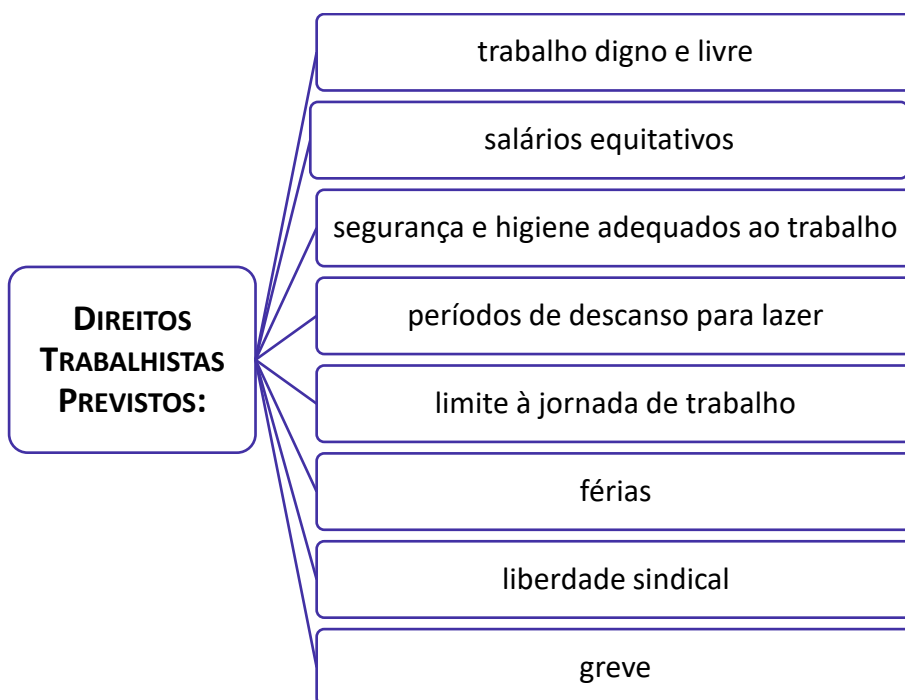 DIREITOS
TRABALHISTAS
PREVISTOS:
trabalho digno e livre
salários equitativos
segurança e higiene adequados ao trabalho
períodos de descanso para lazer
limite à jornada de trabalho
férias
liberdade sindical
greve